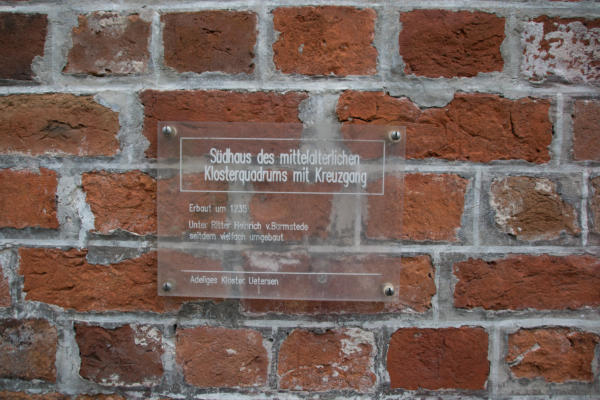 Südhaus des mittelalterlichen
Klosterquadrums mit Kreuzgang
Erbaut um 1235
Unter Ritter Heinrich v.Barmstede
seitdem vielfach umgebaut
Adeliges Kloster Uetersen